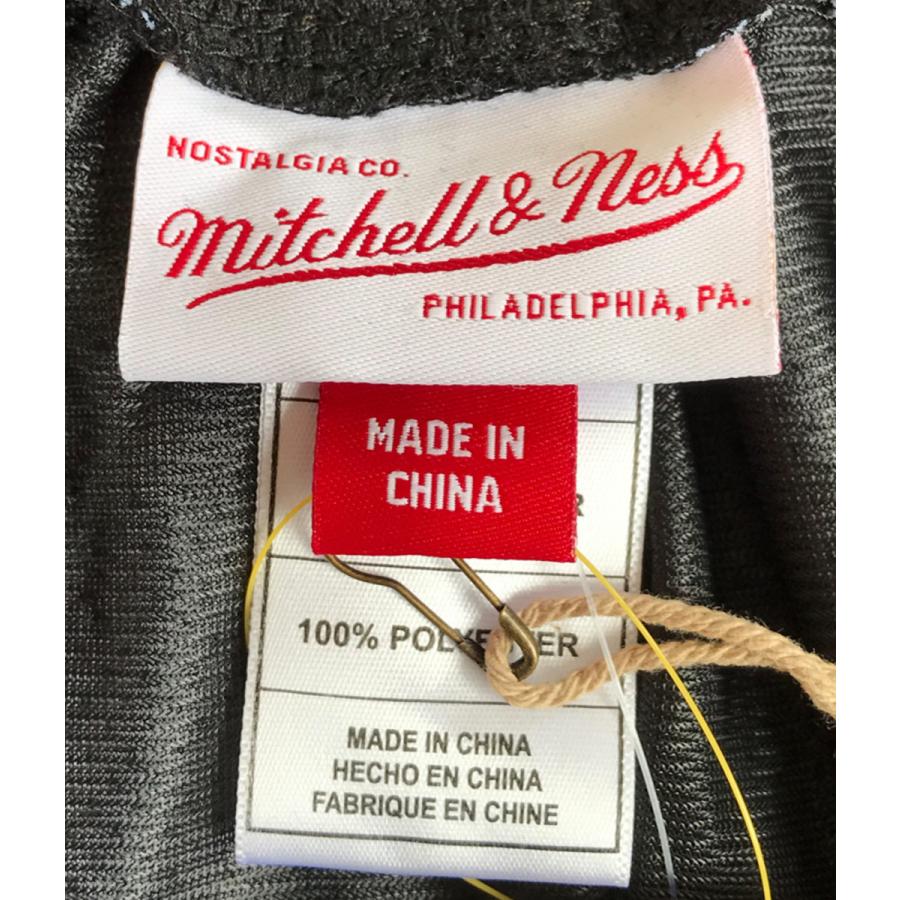 NOSTALGIA CO.
Mitchell & Ness
PHILADELPHIA, PA.
MADE IN
CHINA
100% POLYESTER
MADE IN CHINA
HECHO EN CHINA
FABRIQUE EN CHINE